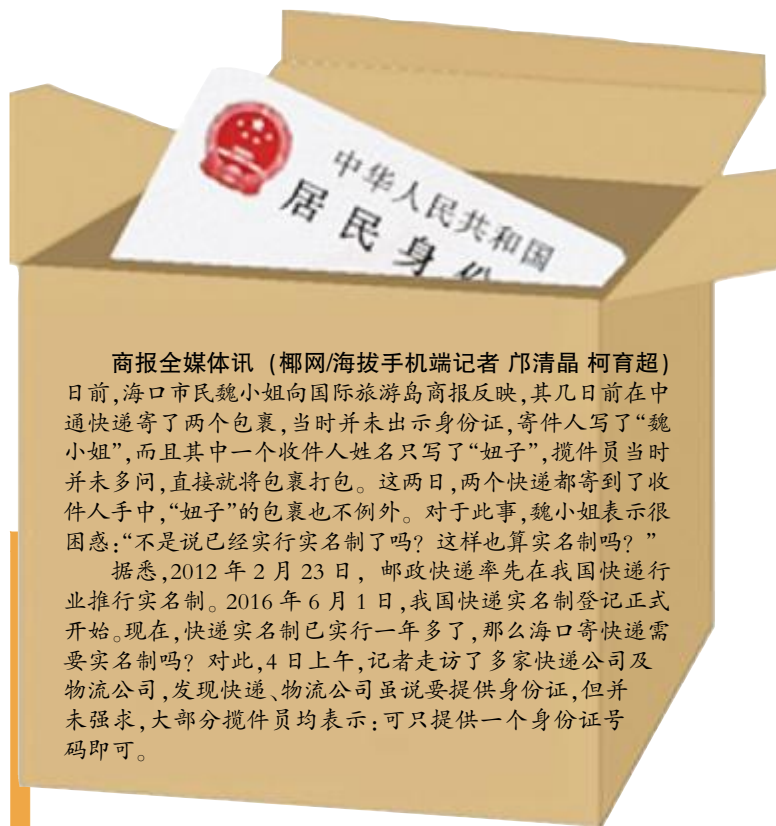 中华人民共和国
居民身份
商报全媒体讯（椰网/海拔手机端记者 邝清晶 柯育超）
日前,海口市民魏小姐向国际旅游岛商报反映,其几日前在中
通快递寄了两个包裹,当时并未出示身份证,寄件人写了“魏
小姐”,而且其中一个收件人姓名只写了“妞子”,揽件员当时
并未多问,直接就将包裹打包。这两日,两个快递都寄到了收
件人手中,“妞子”的包裹也不例外。对于此事,魏小姐表示很
困惑:“不是说已经实行实名制了吗？这样也算实名制吗？”
据悉,2012年2月23日，邮政快递率先在我国快递行
业推行实名制。2016年6月1日,我国快递实名制登记正式
开始。现在,快递实名制已实行一年多了,那么海口寄快递需
要实名制吗？对此,4日上午,记者走访了多家快递公司及
物流公司,发现快递、物流公司虽说要提供身份证,但并
未强求,大部分揽件员均表示:可只提供一个身份证号
码即可。